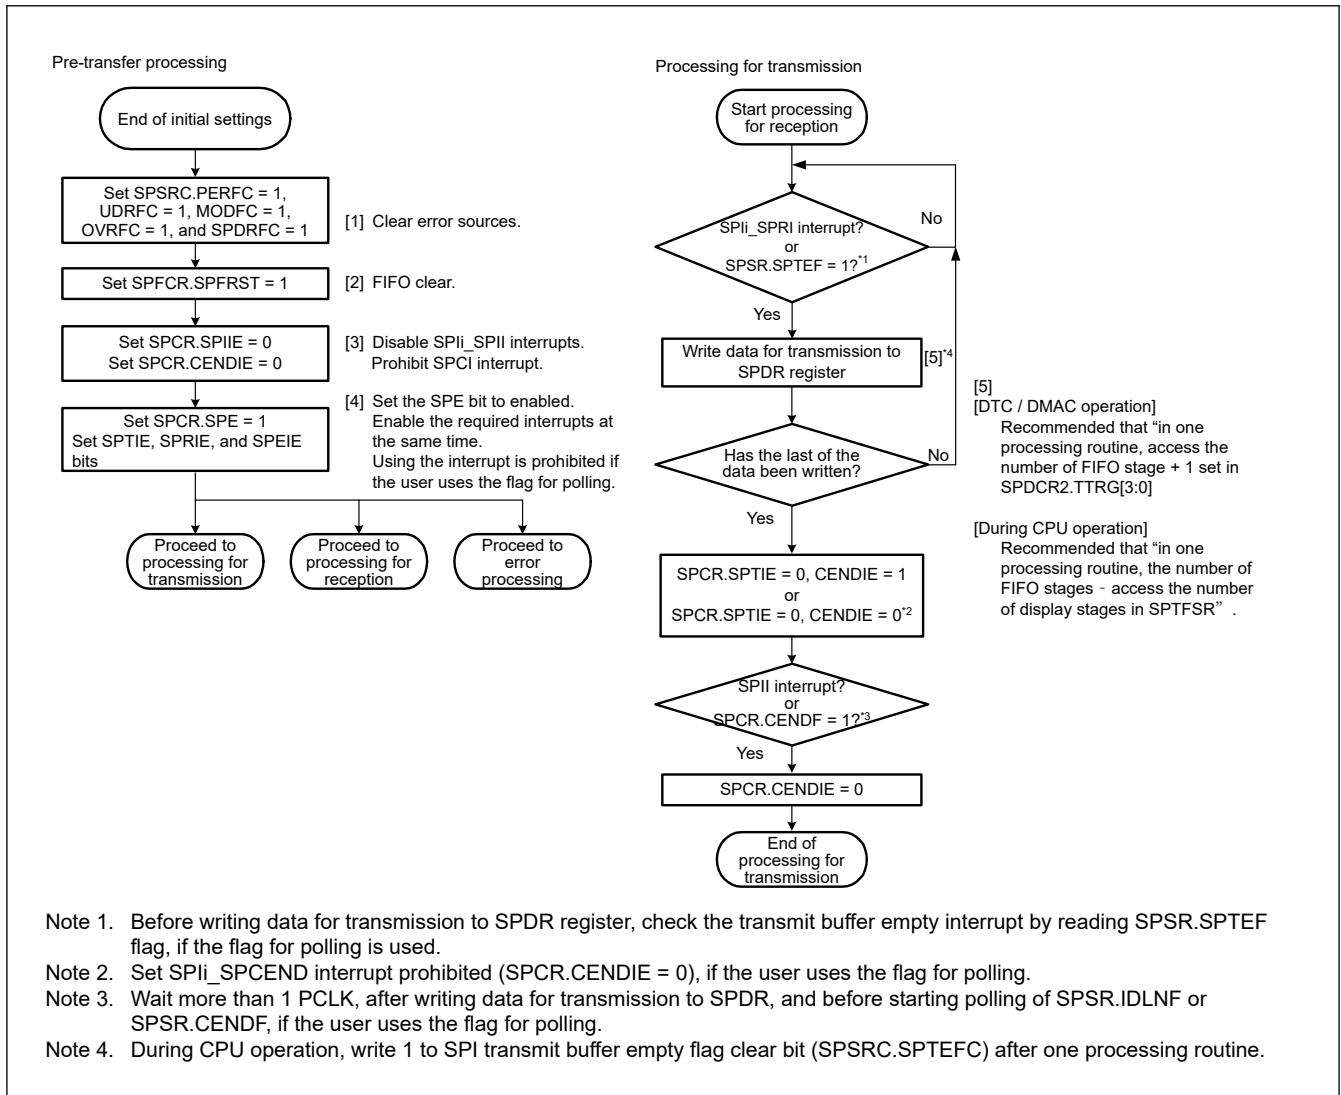 Pre-transfer processing
End of initial settings
Set SPSRC.PERFC = 1,
UDRFC = 1, MODFC = 1,
OVRFC = 1, and SPDRFC = 1
[1] Clear error sources.
Set SPFCR.SPFRST = 1
[2] FIFO clear.
Set SPCR.SPIIE = 0
Set SPCR.CENDIE = 0
[3] Disable SPIi_SPII interrupts.
Prohibit SPCI interrupt.
Set SPCR.SPE = 1
Set SPTIE, SPRIE, and SPEIE
bits
[4] Set the SPE bit to enabled.
Enable the required interrupts at
the same time.
Using the interrupt is prohibited if
the user uses the flag for polling.
Proceed to
processing for
transmission
Proceed to
processing for
reception
Proceed to
error
processing
Processing for transmission
Start processing
for reception
SPIi_SPRI interrupt?
or
SPSR.SPTEF = 1?*1
No
Yes
Write data for transmission to
SPDR register
[5]*4
Has the last of the
data been written?
No
Yes
SPCR.SPTIE = 0, CENDIE = 1
or
SPCR.SPTIE = 0, CENDIE = 0*2
SPII interrupt?
or
SPCR.CENDF = 1?*3
Yes
SPCR.CENDIE = 0
End of
processing for
transmission
[5]
[DTC / DMAC operation]
Recommended that “in one
processing routine, access the
number of FIFO stage + 1 set in
SPDCR2.TTRG[3:0]
[During CPU operation]
Recommended that “in one
processing routine, the number of
FIFO stages - access the number
of display stages in SPTFSR” .
Note 1. Before writing data for transmission to SPDR register, check the transmit buffer empty interrupt by reading SPSR.SPTEF
flag, if the flag for polling is used.
Note 2. Set SPIi_SPCEND interrupt prohibited (SPCR.CENDIE = 0), if the user uses the flag for polling.
Note 3. Wait more than 1 PCLK, after writing data for transmission to SPDR, and before starting polling of SPSR.IDLNF or
SPSR.CENDF, if the user uses the flag for polling.
Note 4. During CPU operation, write 1 to SPI transmit buffer empty flag clear bit (SPSRC.SPTEFC) after one processing routine.